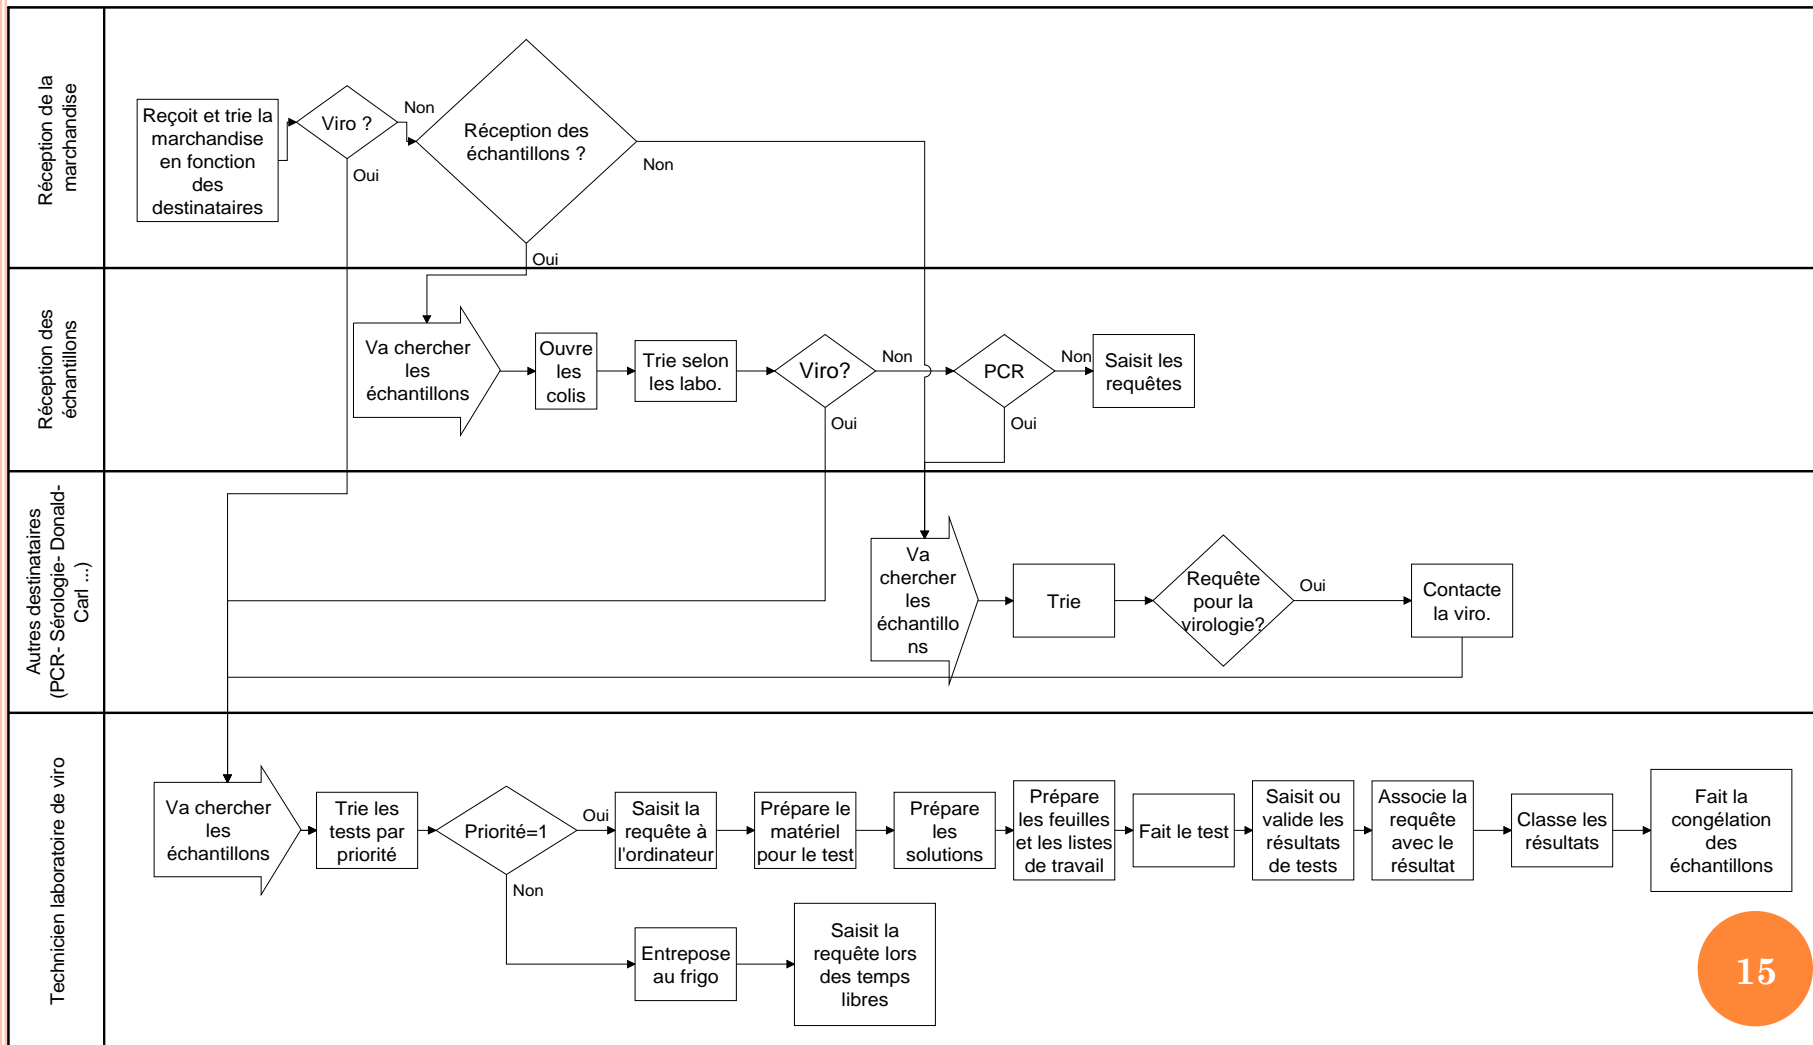 Réception de la
marchandise
Reçoit et trie la
marchandise
en fonction
des
destinataires
Viro ?
Non
Oui
Réception des
échantillons ?
Non
Oui
Réception des
échantillons
Va chercher
les
échantillons
Ouvre
les
colis
Trie selon
les labo.
Viro?
Non
Oui
PCR
Non
Oui
Saisit les
requêtes
Autres destinataires
(PCR- Sérologie- Donald-
Carl ...)
Va
chercher
les
échantillo
ns
Trie
Requête
pour la
virologie?
Oui
Contacte
la viro.
Technicien laboratoire de viro
Va chercher
les
échantillons
Trie les
tests par
priorité
Priorité=1
Oui
Non
Saisit la
requête à
l'ordinateur
Prépare le
matériel
pour le test
Prépare
les
solutions
Prépare
les feuilles
et les listes
de travail
Fait le test
Saisit ou
valide les
résultats
de tests
Associe la
requête
avec le
résultat
Classe les
résultats
Fait la
congélation
des
échantillons
Entrepose
au frigo
Saisit la
requête lors
des temps
libres
15